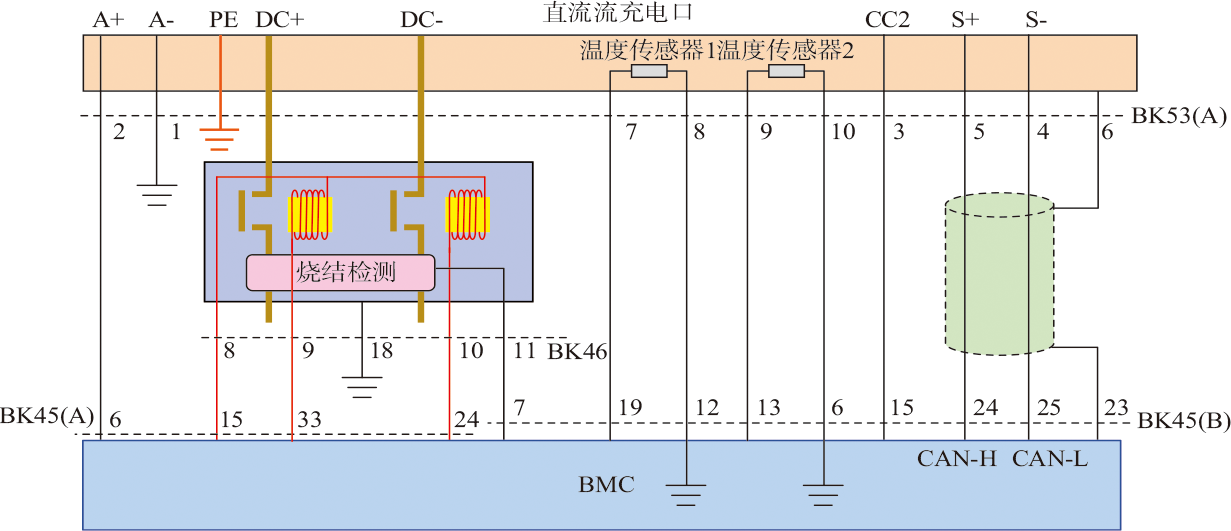 直流流充电口
A+ A- PE DC+ DC- CC2 S+ S-
温度传感器1 温度传感器2
BK53(A)
2 1 7 8 9 10 3 5 4 6
烧结检测
8 9 18 10 11 BK46
BK45(A) 6 15 33 24 7 19 12 13 6 15 24 25 23 BK45(B)
CAN-H CAN-L
BMC